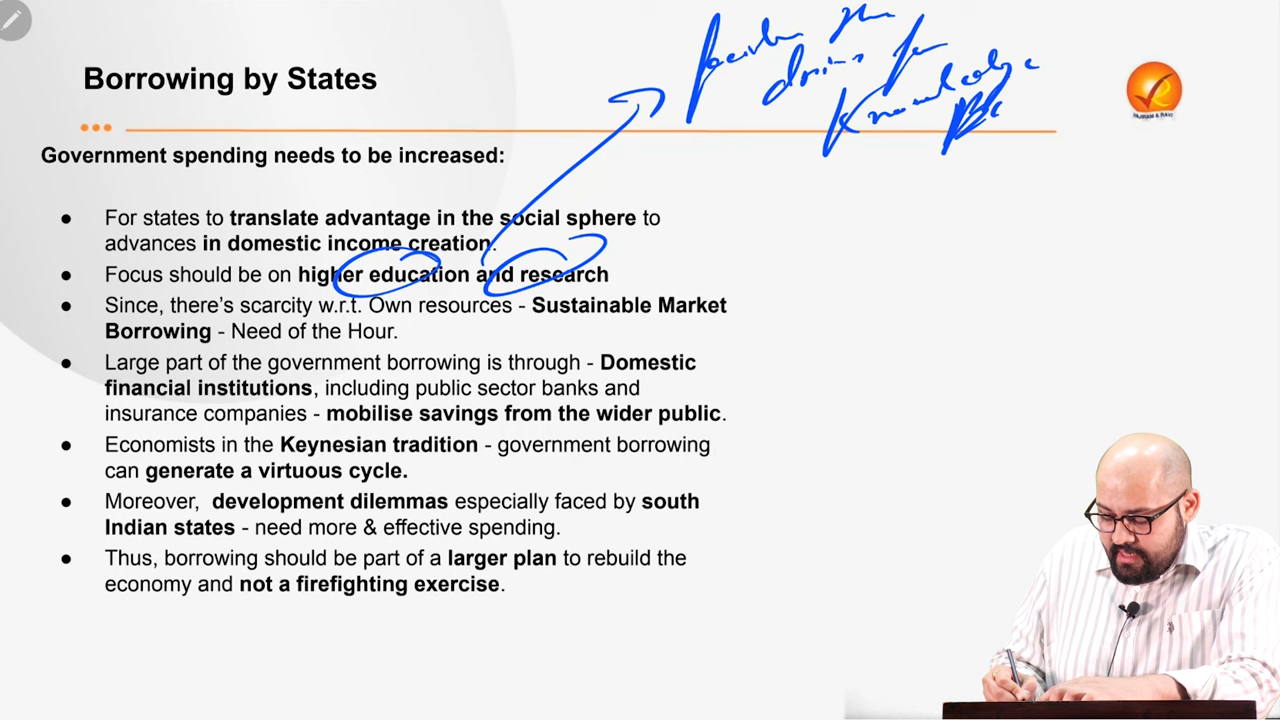 Borrowing by States
the
for
Knowledge
VAJIRAM & RAVI
Government spending needs to be increased:
● For states to translate advantage in the social sphere to
advances in domestic income creation.
● Focus should be on higher education and research
● Since, there's scarcity w.r.t. Own resources - Sustainable Market
Borrowing - Need of the Hour.
● Large part of the government borrowing is through - Domestic
financial institutions, including public sector banks and
insurance companies - mobilise savings from the wider public.
● Economists in the Keynesian tradition - government borrowing
can generate a virtuous cycle.
● Moreover,  development dilemmas especially faced by south
Indian states - need more & effective spending.
● Thus, borrowing should be part of a larger plan to rebuild the
economy and not a firefighting exercise.